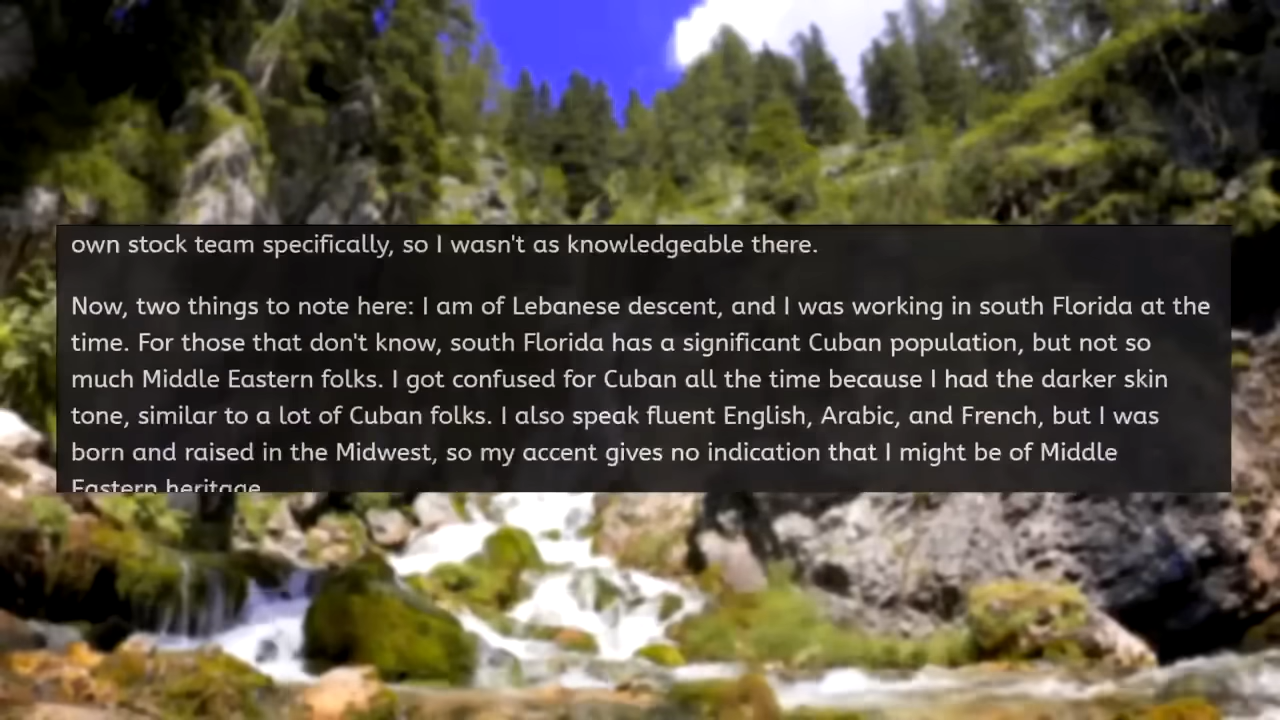 own stock team specifically, so I wasn't as knowledgeable there.
Now, two things to note here: I am of Lebanese descent, and I was working in south Florida at the
time. For those that don't know, south Florida has a significant Cuban population, but not so
much Middle Eastern folks. I got confused for Cuban all the time because I had the darker skin
tone, similar to a lot of Cuban folks. I also speak fluent English, Arabic, and French, but I was
born and raised in the Midwest, so my accent gives no indication that I might be of Middle
Eastern heritage